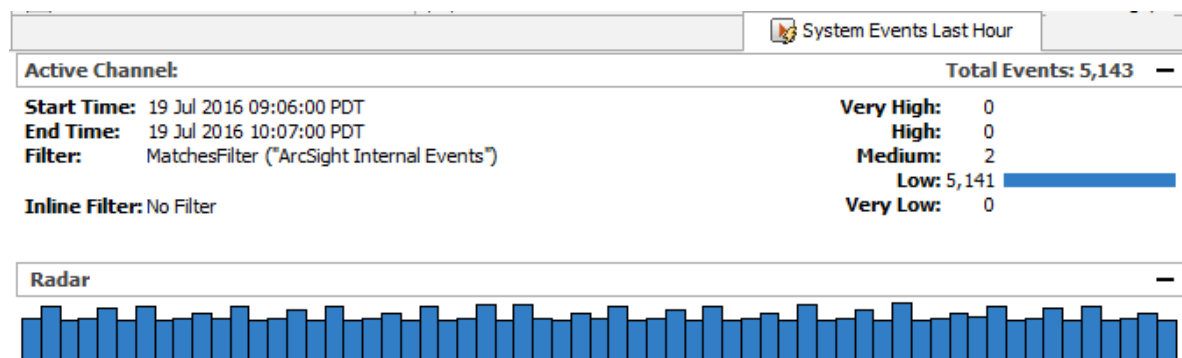 System Events Last Hour
Active Channel: Total Events: 5,143
Start Time: 19 Jul 2016 09:06:00 PDT
End Time: 19 Jul 2016 10:07:00 PDT
Filter: MatchesFilter ("ArcSight Internal Events")
Inline Filter: No Filter
Very High: 0
High: 0
Medium: 2
Low: 5,141
Very Low: 0
Radar